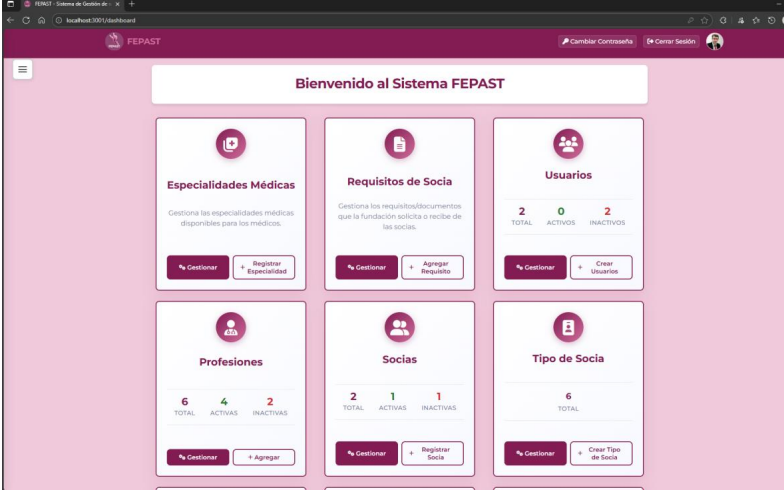 FEPAST - Sistema de Gestión de
localhost:3001/dashboard
FEPAST
Cambiar Contraseña
Cerrar Sesión
Bienvenido al Sistema FEPAST
Especialidades Médicas
Gestiona las especialidades médicas
disponibles para los médicos.
Gestionar
+ Registrar
Especialidad
Requisitos de Socia
Gestiona los requisitos/documentos
que la fundación solicita o recibe de
las socias.
Gestionar
+ Agregar
Requisito
Usuarios
2 0 2
TOTAL ACTIVOS INACTIVOS
Gestionar
+ Crear
Usuarios
Profesiones
6 4 2
TOTAL ACTIVAS INACTIVAS
Gestionar
+ Agregar
Socias
2 1 1
TOTAL ACTIVAS INACTIVAS
Gestionar
+ Registrar
Socia
Tipo de Socia
6
TOTAL
Gestionar
+ Crear Tipo
de Socia